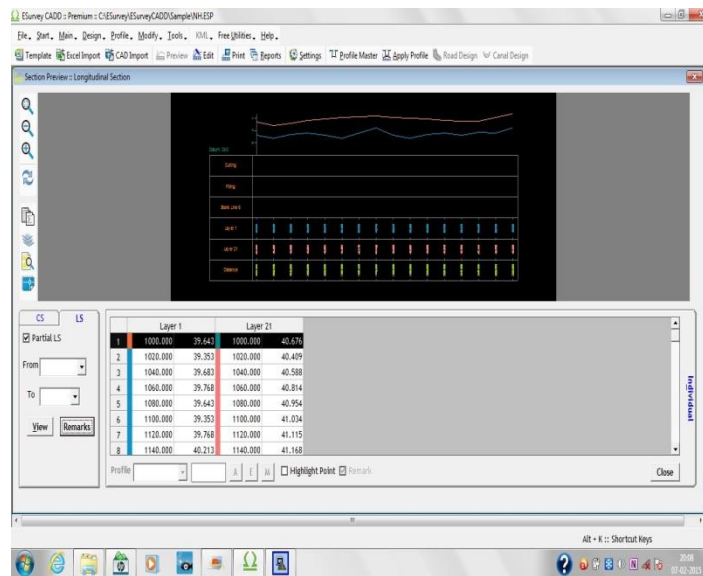 ESurvey CADD :: Premium :: C:\ESurvey\ESurveyCADD\Sample\NH.ESP
File Start Main Design Profile Modify Tools KML Free Utilities Help
Template Excel Import CAD Import Preview Edit Print Reports Settings Profile Master Apply Profile Road Design Canal Design
Section Preview :: Longitudinal Section
Cutting
Filling
Layer 1
Layer 21
Distance
CS LS
Partial LS
From
To
View Remarks
Layer 1 Layer 21
1 1000.000 39.643 1000.000 40.676
2 1020.000 39.353 1020.000 40.409
3 1040.000 39.683 1040.000 40.588
4 1060.000 39.768 1060.000 40.814
5 1080.000 39.643 1080.000 40.954
6 1100.000 39.353 1100.000 41.034
7 1120.000 39.768 1120.000 41.115
8 1140.000 40.213 1140.000 41.168
Individual
Profile A E M Highlight Point Remark Close
Alt + K :: Shortcut Keys
20:08
07-02-2015